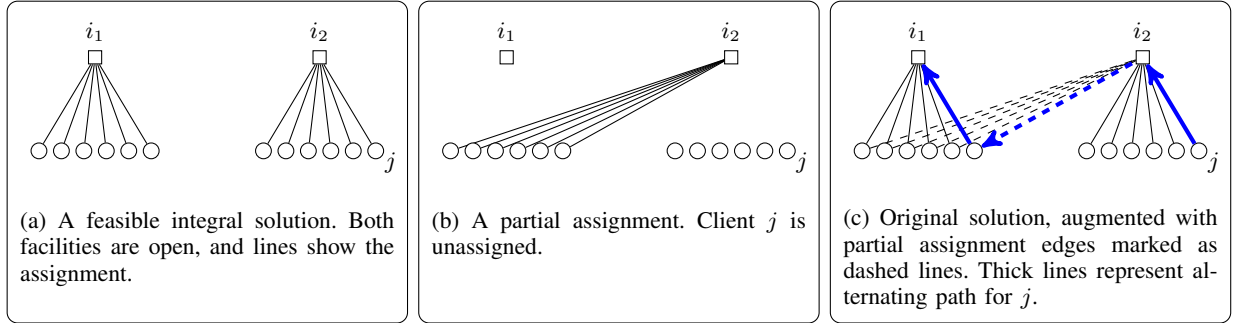 i₁ i₂
j
(a) A feasible integral solution. Both
facilities are open, and lines show the
assignment.
i₁ i₂
j
(b) A partial assignment. Client j is
unassigned.
i₁ i₂
j
(c) Original solution, augmented with
partial assignment edges marked as
dashed lines. Thick lines represent al-
ternating path for j.